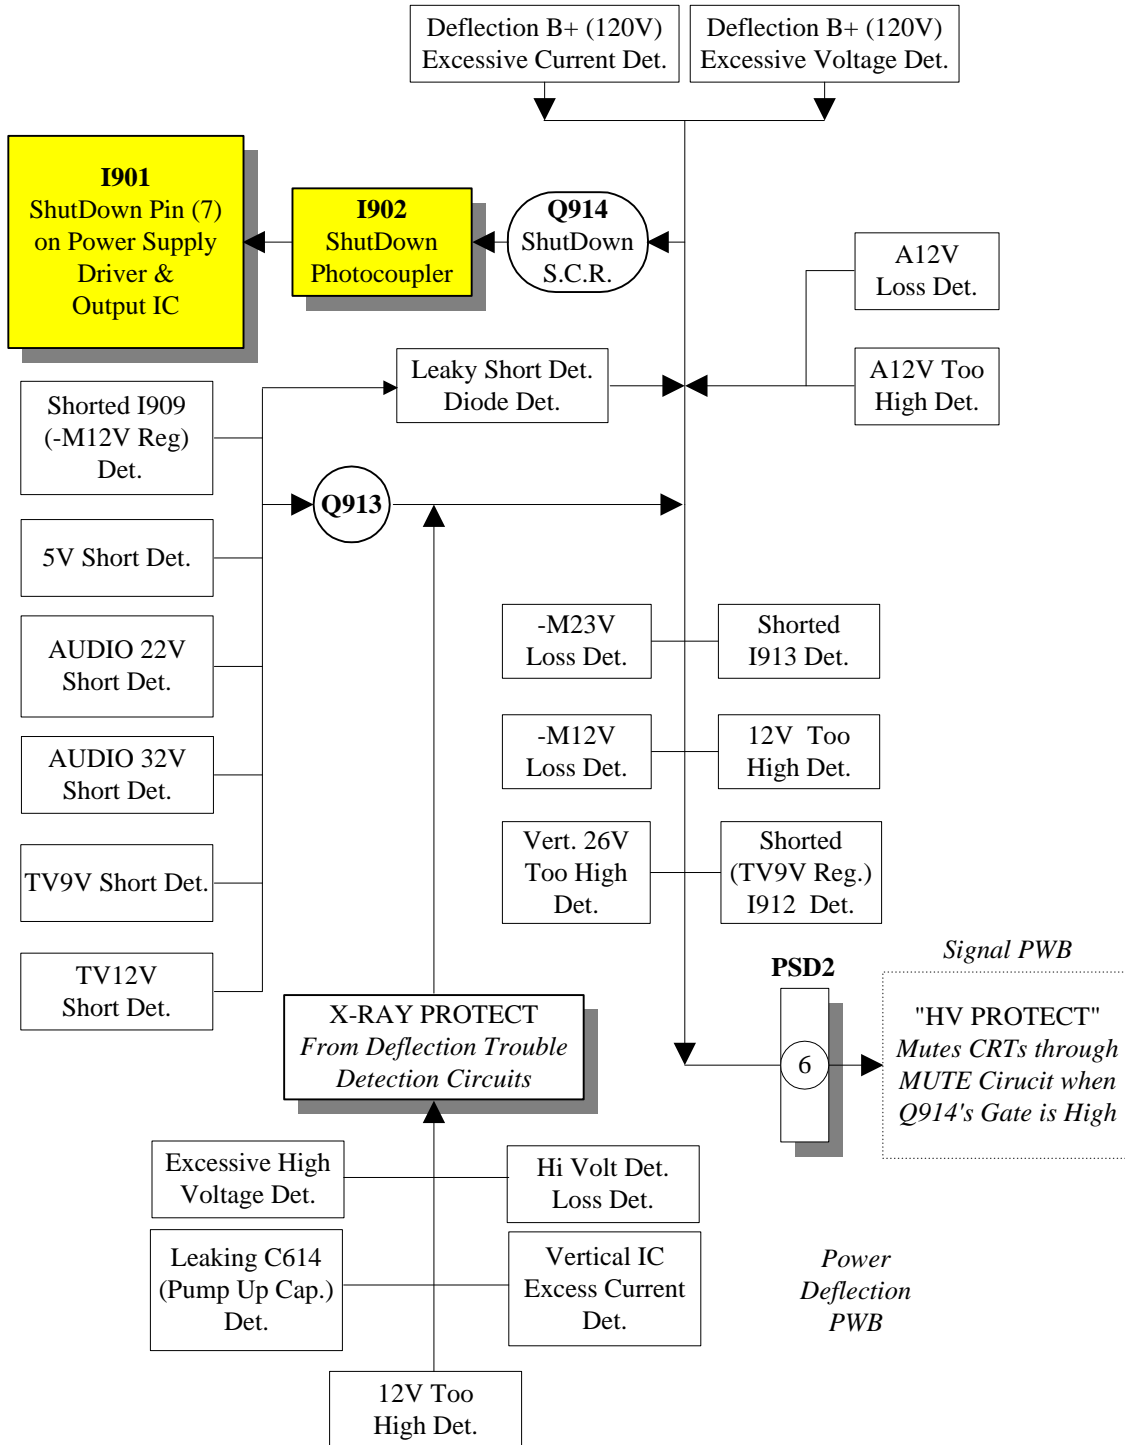 Deflection B+ (120V)
Excessive Current Det.
Deflection B+ (120V)
Excessive Voltage Det.
I901
ShutDown Pin (7)
on Power Supply
Driver &
Output IC
I902
ShutDown
Photocoupler
Q914
ShutDown
S.C.R.
A12V
Loss Det.
Leaky Short Det.
Diode Det.
A12V Too
High Det.
Shorted I909
(-M12V Reg)
Det.
Q913
5V Short Det.
AUDIO 22V
Short Det.
AUDIO 32V
Short Det.
TV9V Short Det.
TV12V
Short Det.
-M23V
Loss Det.
Shorted
I913 Det.
-M12V
Loss Det.
12V  Too
High Det.
Vert. 26V
Too High
Det.
Shorted
(TV9V Reg.)
I912  Det.
PSD2
6
Signal PWB
"HV PROTECT"
Mutes CRTs through
MUTE Cirucit when
Q914's Gate is High
X-RAY PROTECT
From Deflection Trouble
Detection Circuits
Excessive High
Voltage Det.
Hi Volt Det.
Loss Det.
Leaking C614
(Pump Up Cap.)
Det.
Vertical IC
Excess Current
Det.
Power
Deflection
PWB
12V Too
High Det.